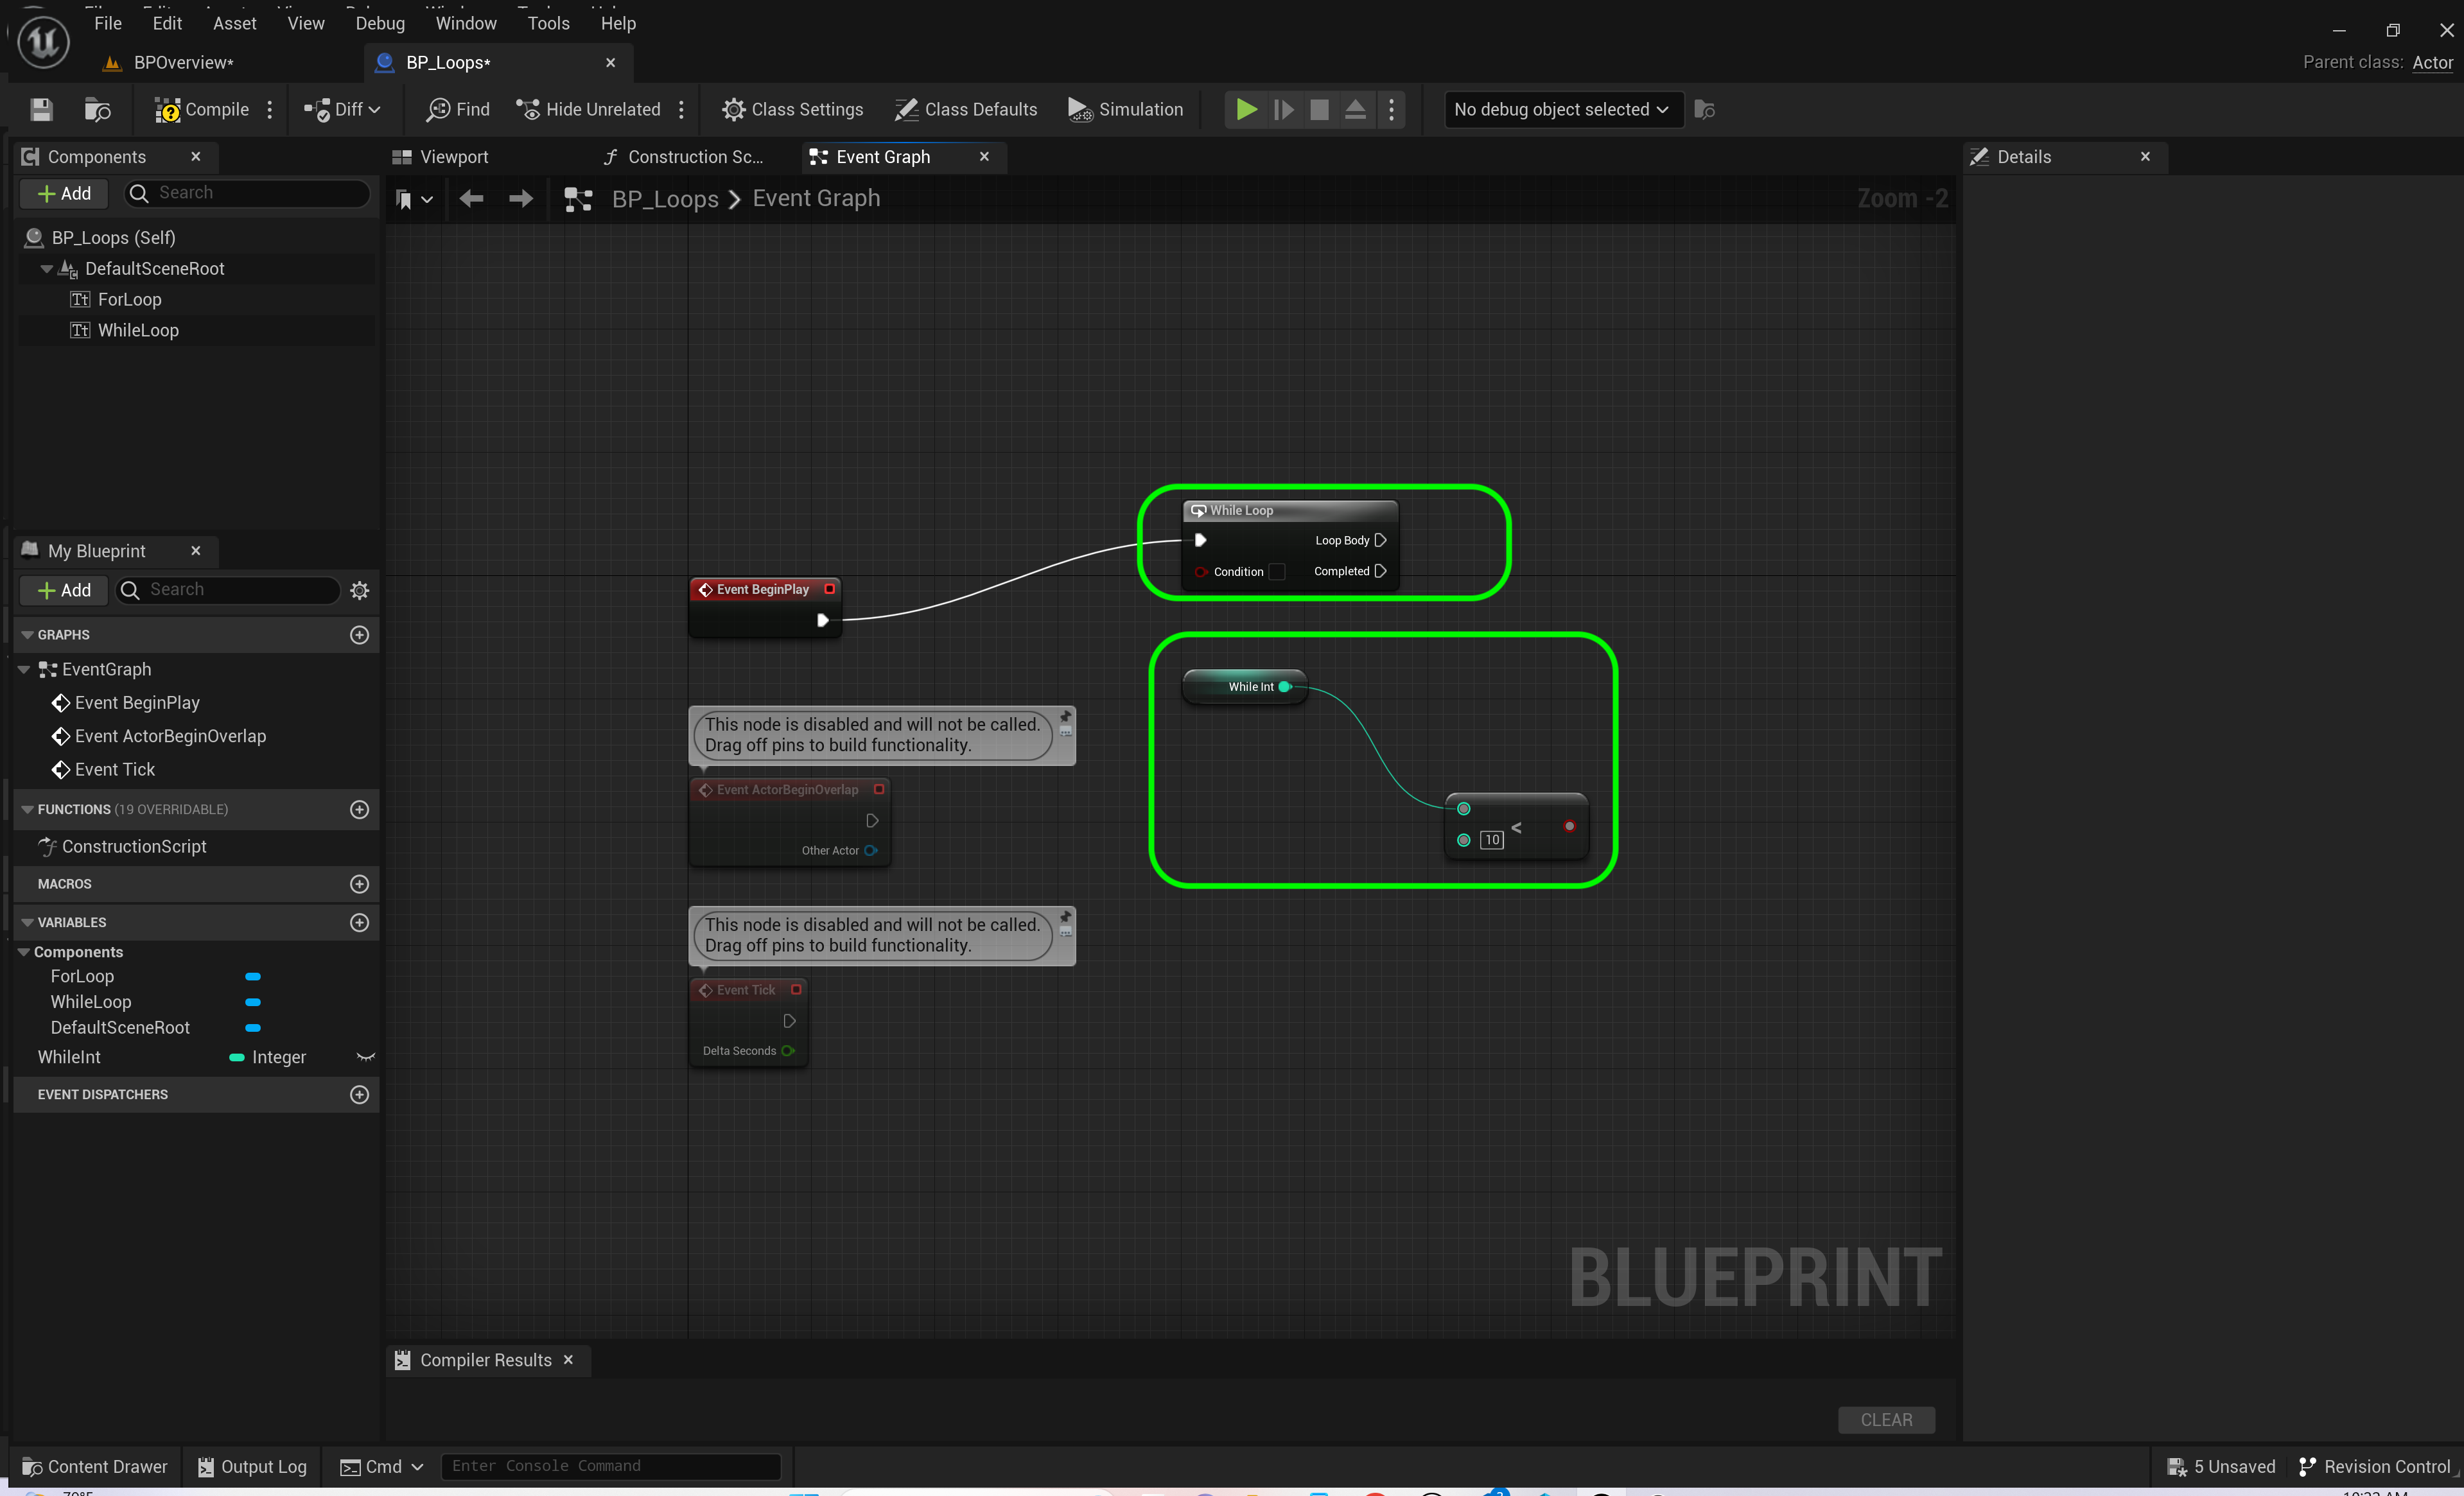 File Edit Asset View Debug Window Tools Help
BPOverview*
BP_Loops*
Parent class: Actor
Compile
Diff
Find
Hide Unrelated
Class Settings
Class Defaults
Simulation
No debug object selected
Components
Add
Search
BP_Loops (Self)
DefaultSceneRoot
ForLoop
WhileLoop
My Blueprint
Add
Search
GRAPHS
EventGraph
Event BeginPlay
Event ActorBeginOverlap
Event Tick
FUNCTIONS (19 OVERRIDABLE)
ConstructionScript
MACROS
VARIABLES
Components
ForLoop
WhileLoop
DefaultSceneRoot
WhileInt Integer
EVENT DISPATCHERS
Viewport
Construction Sc...
Event Graph
BP_Loops > Event Graph
Zoom -2
While Loop
Loop Body
Condition
Completed
Event BeginPlay
While Int
10 <
This node is disabled and will not be called.
Drag off pins to build functionality.
Event ActorBeginOverlap
Other Actor
This node is disabled and will not be called.
Drag off pins to build functionality.
Event Tick
Delta Seconds
BLUEPRINT
Compiler Results
CLEAR
Details
Content Drawer
Output Log
Cmd
Enter Console Command
5 Unsaved
Revision Control